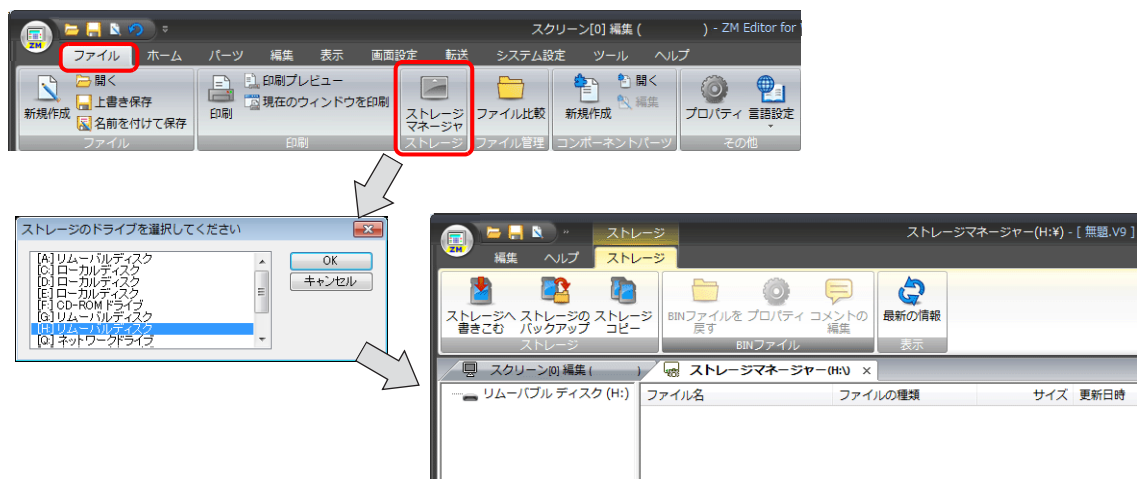 スクリーン[0] 編集 ( ) - ZM Editor for
ZM
ファイル ホーム パーツ 編集 表示 画面設定 転送 システム設定 ツール ヘルプ
新規作成
開く
上書き保存
名前を付けて保存
ファイル
印刷
印刷プレビュー
現在のウィンドウを印刷
印刷
ストレージ
マネージャ
ストレージ
ファイル比較
ファイル管理
新規作成
開く
編集
コンポーネントパーツ
プロパティ
言語設定
その他
ストレージのドライブを選択してください
[A:]リムーバルディスク
[C:]ローカルディスク
[D:]ローカルディスク
[E:]ローカルディスク
[F:]CD-ROMドライブ
[G:]リムーバルディスク
[H:]リムーバルディスク
[Q:]ネットワークドライブ
OK
キャンセル
ストレージ
ストレージマネージャー(H:¥) - [ 無題.V9 ]
ZM
編集 ヘルプ ストレージ
ストレージへ
書きこむ
ストレージの
バックアップ
ストレージ
コピー
ストレージ
BINファイルを
戻す
プロパティ
コメントの
編集
BINファイル
最新の情報
表示
スクリーン[0] 編集 ( )
ストレージマネージャー(H:\) ×
リムーバブル ディスク (H:)
ファイル名 ファイルの種類 サイズ 更新日時